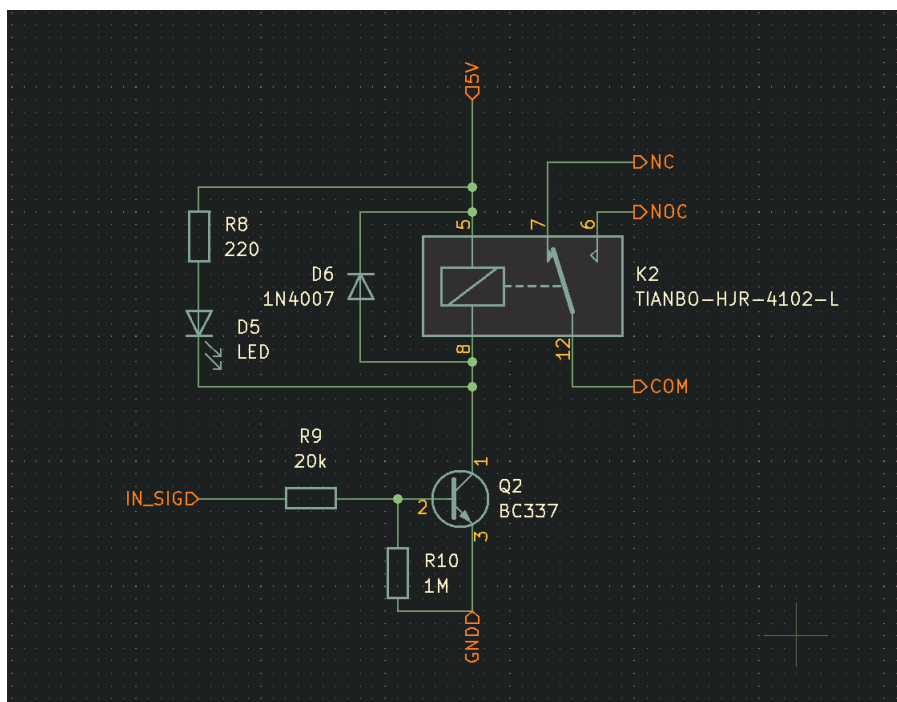 5V
NC
NOC
5
7
6
R8
220
D6
1N4007
K2
TIANBO-HJR-4102-L
D5
LED
8
12
COM
R9
20k
1
IN_SIG
2
Q2
BC337
3
R10
1M
GND